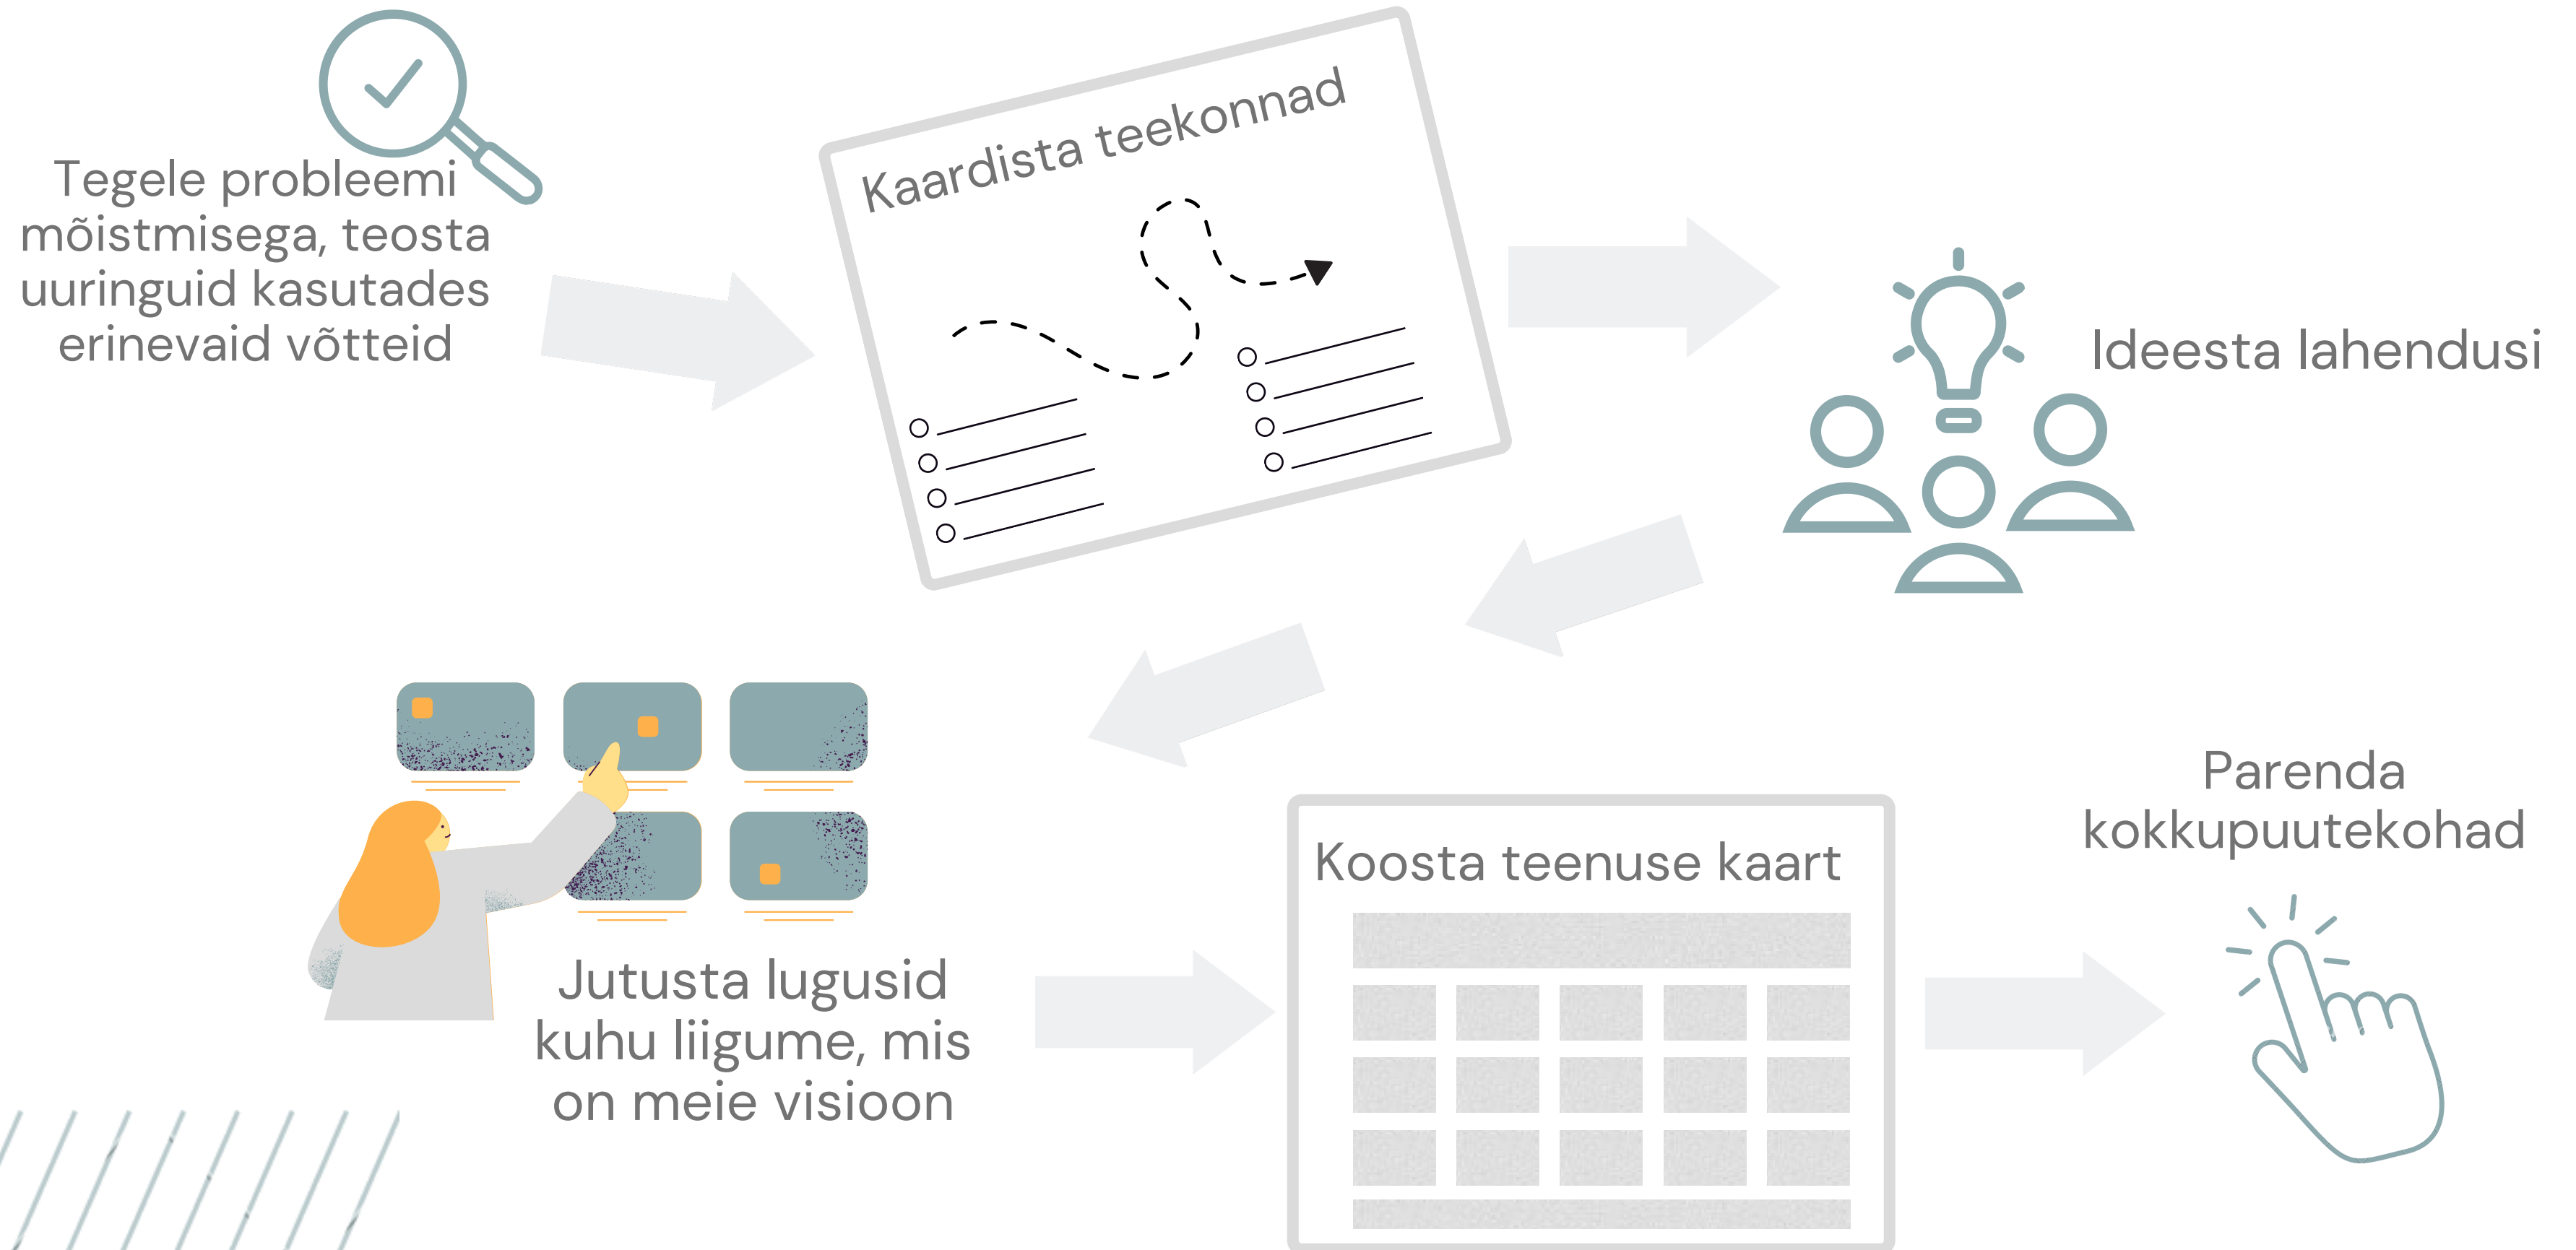 Tegele probleemi
mõistmisega, teosta
uuringuid kasutades
erinevaid võtteid
Kaardista teekonnad
Ideesta lahendusi
Jutusta lugusid
kuhu liigume, mis
on meie visioon
Koosta teenuse kaart
Parenda
kokkupuutekohad